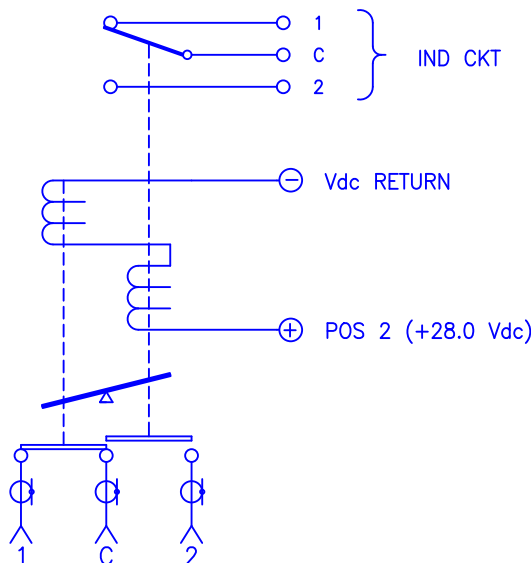 1
C IND CKT
2
Vdc RETURN
POS 2 (+28.0 Vdc)
1 C 2